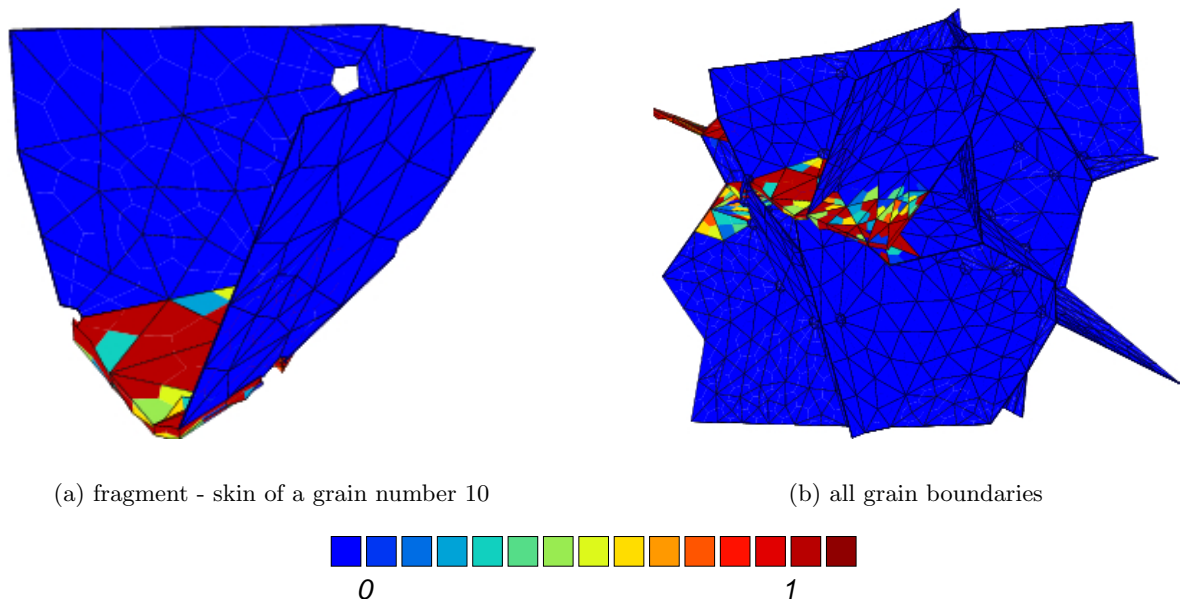 (a) fragment - skin of a grain number 10
(b) all grain boundaries
0 1